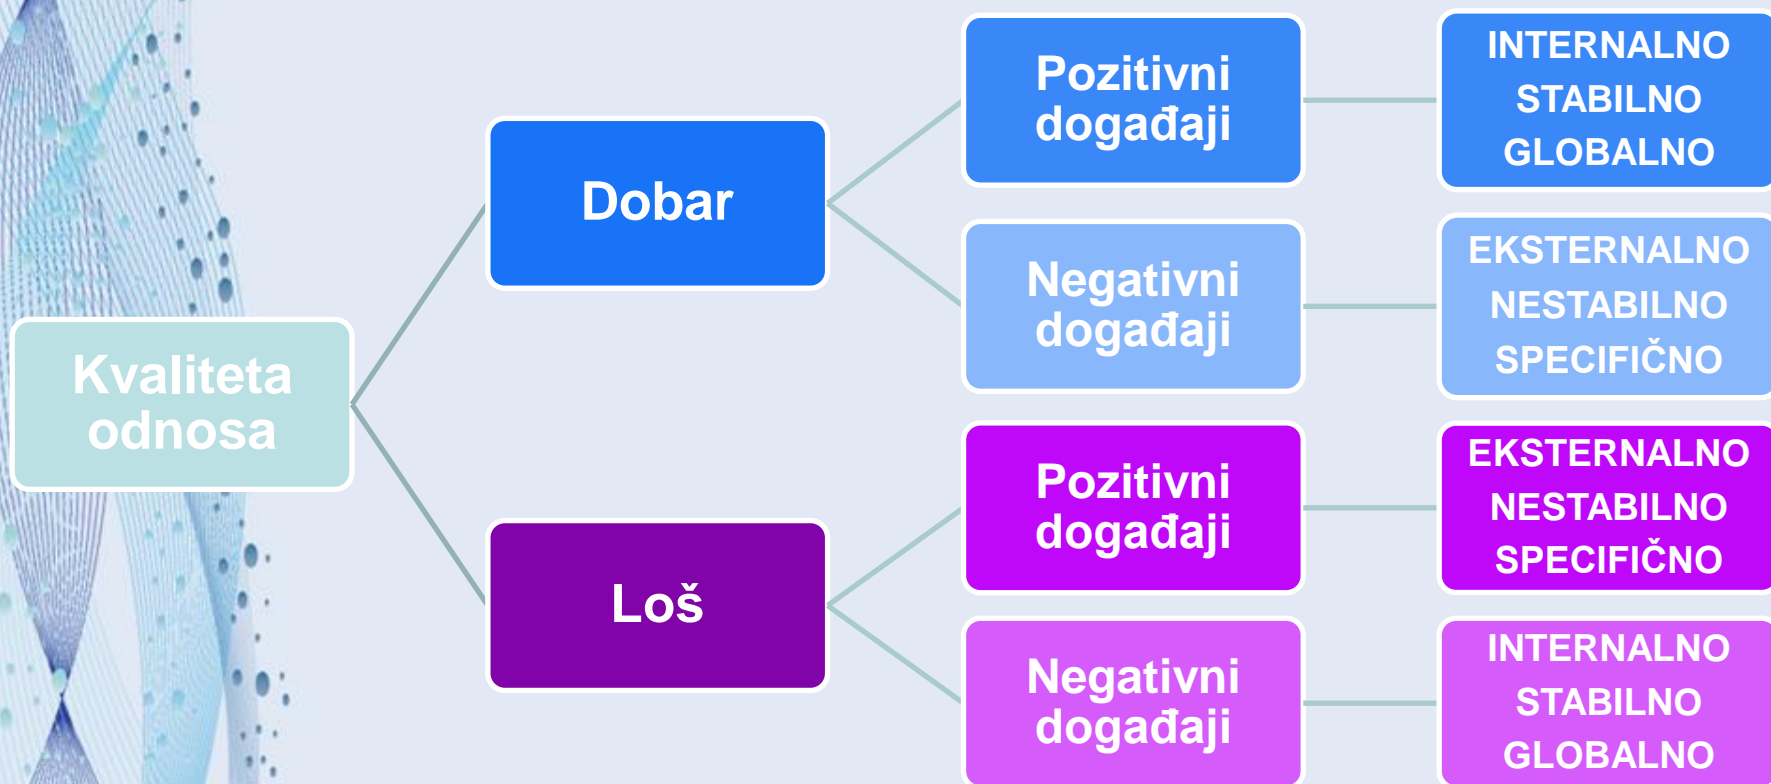 Kvaliteta
odnosa
Dobar
Pozitivni
događaji
INTERNALNO
STABILNO
GLOBALNO
Negativni
događaji
EKSTERNALNO
NESTABILNO
SPECIFIČNO
Loš
Pozitivni
događaji
EKSTERNALNO
NESTABILNO
SPECIFIČNO
Negativni
događaji
INTERNALNO
STABILNO
GLOBALNO